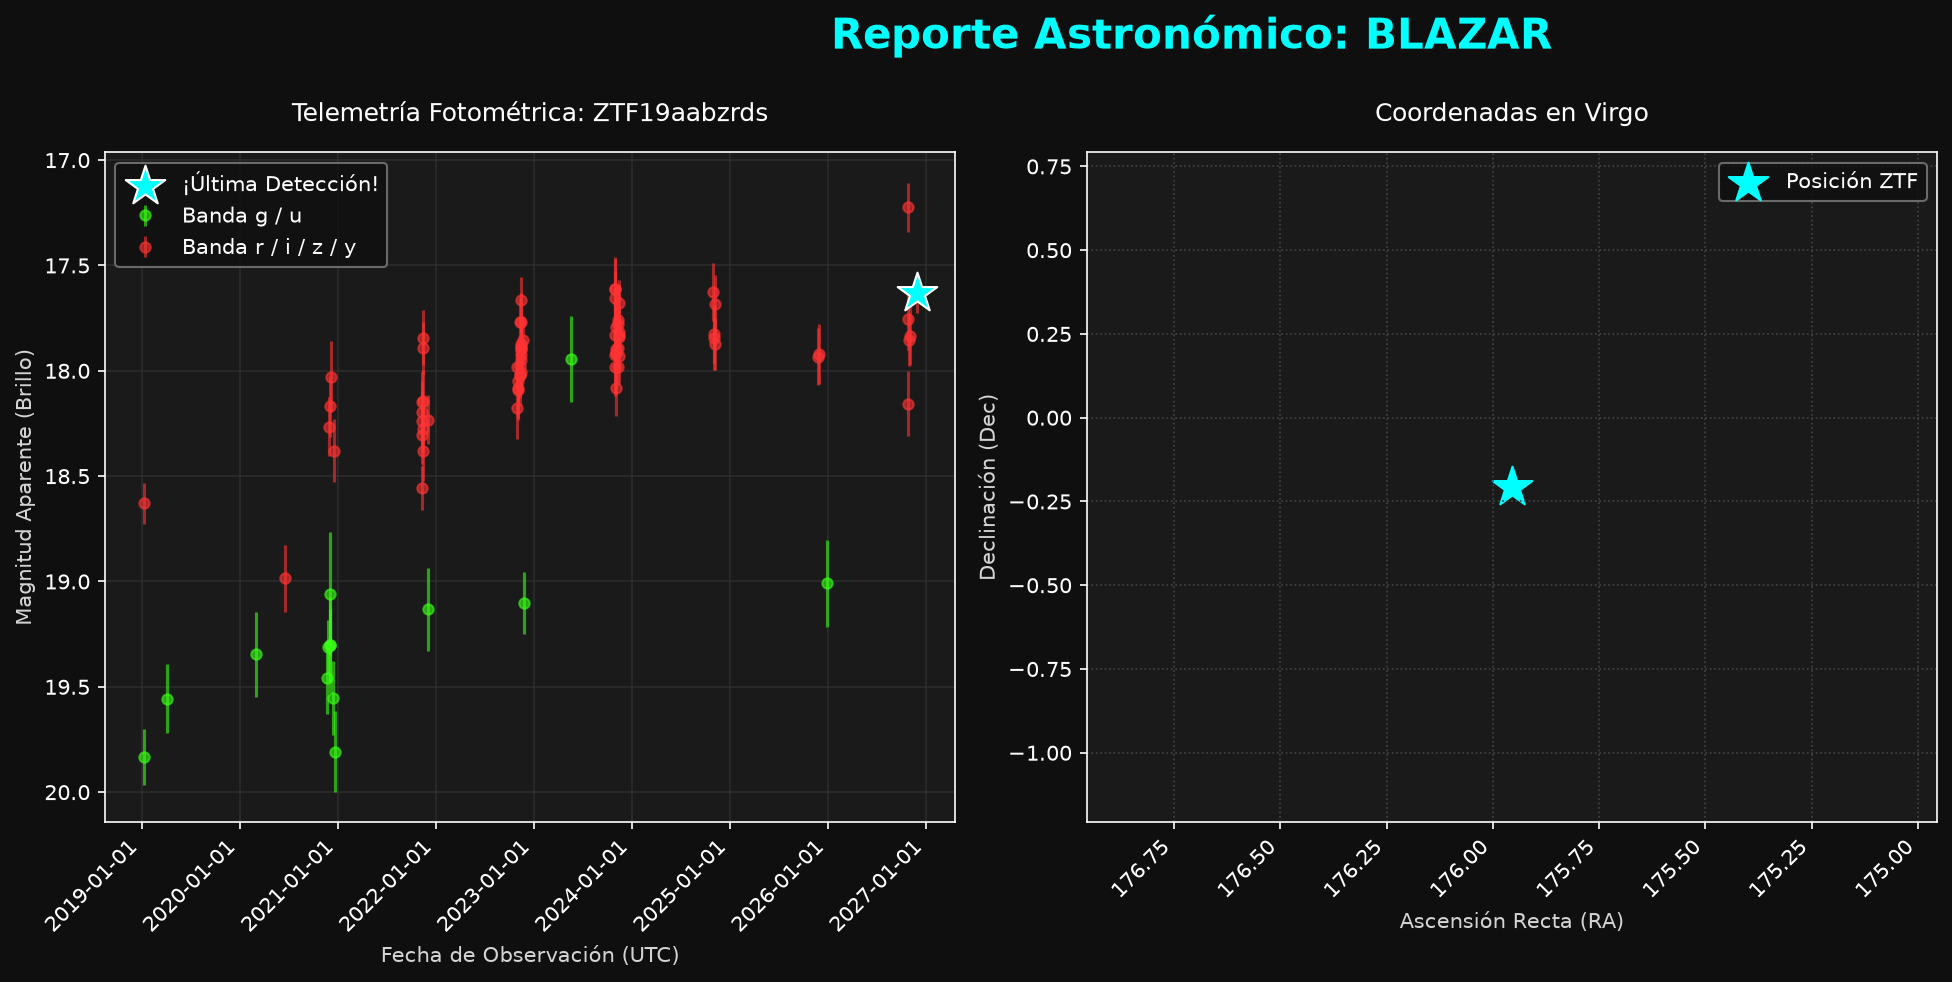 Reporte Astronómico: BLAZAR
Telemetría Fotométrica: ZTF19aabzrds
¡Última Detección!
Banda g / u
Banda r / i / z / y
Magnitud Aparente (Brillo)
17.0
17.5
18.0
18.5
19.0
19.5
20.0
2019-01-01
2020-01-01
2021-01-01
2022-01-01
2023-01-01
2024-01-01
2025-01-01
2026-01-01
2027-01-01
Fecha de Observación (UTC)
Coordenadas en Virgo
Posición ZTF
Declinación (Dec)
0.75
0.50
0.25
0.00
−0.25
−0.50
−0.75
−1.00
176.75
176.50
176.25
176.00
175.75
175.50
175.25
175.00
Ascensión Recta (RA)